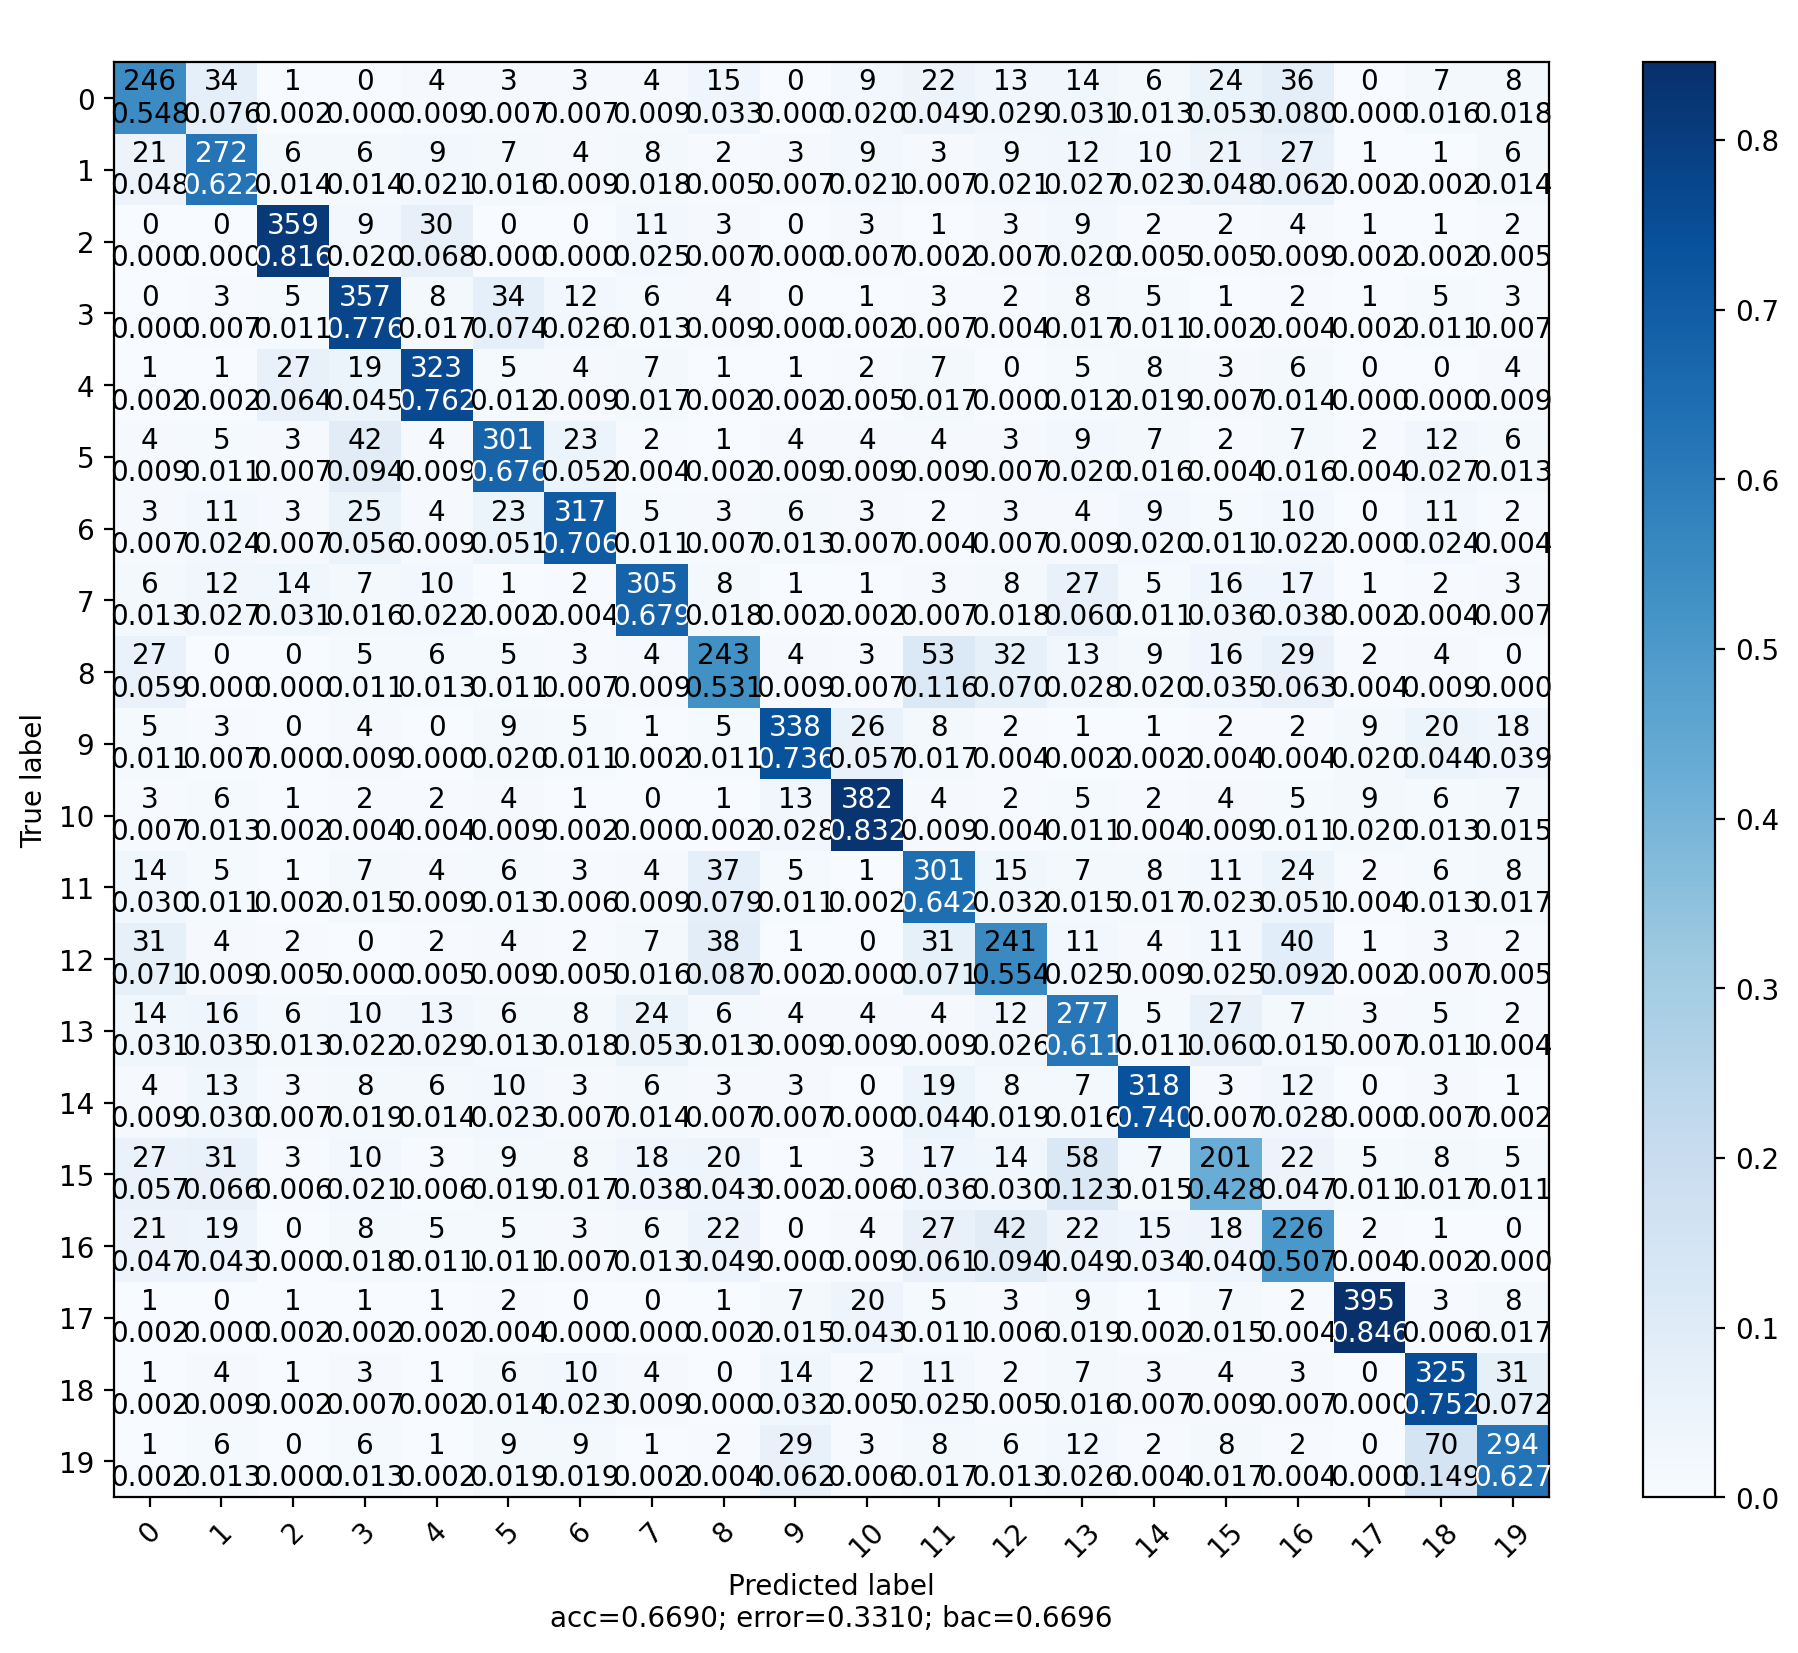 246 34 1 0 4 3 3 4 15 0 9 22 13 14 6 24 36 0 7 8
0 0.548 0.076 0.002 0.000 0.009 0.007 0.007 0.009 0.033 0.000 0.020 0.049 0.029 0.031 0.013 0.053 0.080 0.000 0.016 0.018
21 272 6 6 9 7 4 8 2 3 9 3 9 12 10 21 27 1 1 6
1 0.048 0.622 0.014 0.014 0.021 0.016 0.009 0.018 0.005 0.007 0.021 0.007 0.021 0.027 0.023 0.048 0.062 0.002 0.002 0.014
0 0 359 9 30 0 0 11 3 0 3 1 3 9 2 2 4 1 1 2
2 0.000 0.000 0.816 0.020 0.068 0.000 0.000 0.025 0.007 0.000 0.007 0.002 0.007 0.020 0.005 0.005 0.009 0.002 0.002 0.005
0 3 5 357 8 34 12 6 4 0 1 3 2 8 5 1 2 1 5 3
3 0.000 0.007 0.011 0.776 0.017 0.074 0.026 0.013 0.009 0.000 0.002 0.007 0.004 0.017 0.011 0.002 0.004 0.002 0.011 0.007
1 1 27 19 323 5 4 7 1 1 2 7 0 5 8 3 6 0 0 4
4 0.002 0.002 0.064 0.045 0.762 0.012 0.009 0.017 0.002 0.002 0.005 0.017 0.000 0.012 0.019 0.007 0.014 0.000 0.000 0.009
4 5 3 42 4 301 23 2 1 4 4 4 3 9 7 2 7 2 12 6
5 0.009 0.011 0.007 0.094 0.009 0.676 0.052 0.004 0.002 0.009 0.009 0.009 0.007 0.020 0.016 0.004 0.016 0.004 0.027 0.013
3 11 3 25 4 23 317 5 3 6 3 2 3 4 9 5 10 0 11 2
6 0.007 0.024 0.007 0.056 0.009 0.051 0.706 0.011 0.007 0.013 0.007 0.004 0.007 0.009 0.020 0.011 0.022 0.000 0.024 0.004
6 12 14 7 10 1 2 305 8 1 1 3 8 27 5 16 17 1 2 3
7 0.013 0.027 0.031 0.016 0.022 0.002 0.004 0.679 0.018 0.002 0.002 0.007 0.018 0.060 0.011 0.036 0.038 0.002 0.004 0.007
27 0 0 5 6 5 3 4 243 4 3 53 32 13 9 16 29 2 4 0
8 0.059 0.000 0.000 0.011 0.013 0.011 0.007 0.009 0.531 0.009 0.007 0.116 0.070 0.028 0.020 0.035 0.063 0.004 0.009 0.000
5 3 0 4 0 9 5 1 5 338 26 8 2 1 1 2 2 9 20 18
9 0.011 0.007 0.000 0.009 0.000 0.020 0.011 0.002 0.011 0.736 0.057 0.017 0.004 0.002 0.002 0.004 0.004 0.020 0.044 0.039
3 6 1 2 2 4 1 0 1 13 382 4 2 5 2 4 5 9 6 7
10 0.007 0.013 0.002 0.004 0.004 0.009 0.002 0.000 0.002 0.028 0.832 0.009 0.004 0.011 0.004 0.009 0.011 0.020 0.013 0.015
14 5 1 7 4 6 3 4 37 5 1 301 15 7 8 11 24 2 6 8
11 0.030 0.011 0.002 0.015 0.009 0.013 0.006 0.009 0.079 0.011 0.002 0.642 0.032 0.015 0.017 0.023 0.051 0.004 0.013 0.017
31 4 2 0 2 4 2 7 38 1 0 31 241 11 4 11 40 1 3 2
12 0.071 0.009 0.005 0.000 0.005 0.009 0.005 0.016 0.087 0.002 0.000 0.071 0.554 0.025 0.009 0.025 0.092 0.002 0.007 0.005
14 16 6 10 13 6 8 24 6 4 4 4 12 277 5 27 7 3 5 2
13 0.031 0.035 0.013 0.022 0.029 0.013 0.018 0.053 0.013 0.009 0.009 0.009 0.026 0.611 0.011 0.060 0.015 0.007 0.011 0.004
4 13 3 8 6 10 3 6 3 3 0 19 8 7 318 3 12 0 3 1
14 0.009 0.030 0.007 0.019 0.014 0.023 0.007 0.014 0.007 0.007 0.000 0.044 0.019 0.016 0.740 0.007 0.028 0.000 0.007 0.002
27 31 3 10 3 9 8 18 20 1 3 17 14 58 7 201 22 5 8 5
15 0.057 0.066 0.006 0.021 0.006 0.019 0.017 0.038 0.043 0.002 0.006 0.036 0.030 0.123 0.015 0.428 0.047 0.011 0.017 0.011
21 19 0 8 5 5 3 6 22 0 4 27 42 22 15 18 226 2 1 0
16 0.047 0.043 0.000 0.018 0.011 0.011 0.007 0.013 0.049 0.000 0.009 0.061 0.094 0.049 0.034 0.040 0.507 0.004 0.002 0.000
1 0 1 1 1 2 0 0 1 7 20 5 3 9 1 7 2 395 3 8
17 0.002 0.000 0.002 0.002 0.002 0.004 0.000 0.000 0.002 0.015 0.043 0.011 0.006 0.019 0.002 0.015 0.004 0.846 0.006 0.017
1 4 1 3 1 6 10 4 0 14 2 11 2 7 3 4 3 0 325 31
18 0.002 0.009 0.002 0.007 0.002 0.014 0.023 0.009 0.000 0.032 0.005 0.025 0.005 0.016 0.007 0.009 0.007 0.000 0.752 0.072
1 6 0 6 1 9 9 1 2 29 3 8 6 12 2 8 2 0 70 294
19 0.002 0.013 0.000 0.013 0.002 0.019 0.019 0.002 0.004 0.062 0.006 0.017 0.013 0.026 0.004 0.017 0.004 0.000 0.149 0.627
0 1 2 3 4 5 6 7 8 9 10 11 12 13 14 15 16 17 18 19
True label
Predicted label
acc=0.6690; error=0.3310; bac=0.6696
0.8
0.7
0.6
0.5
0.4
0.3
0.2
0.1
0.0